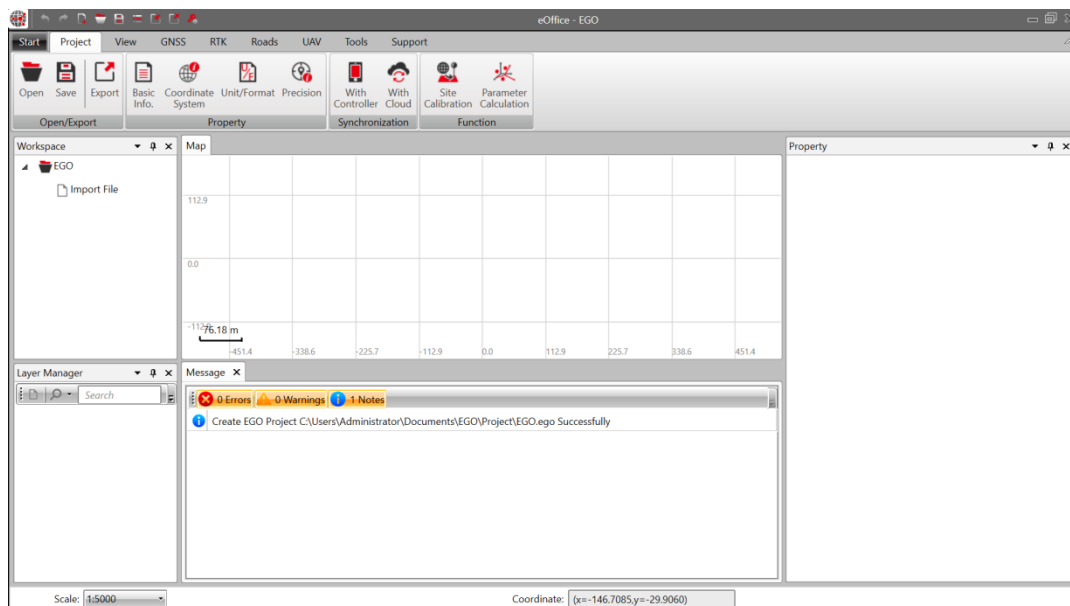 eOffice - EGO
Start Project View GNSS RTK Roads UAV Tools Support
Open Save Export Basic Info. Coordinate System Unit/Format Precision With Controller With Cloud Site Calibration Parameter Calculation
Open/Export Property Synchronization Function
Workspace
EGO
Import File
Map
112.9
0.0
76.18 m
-451.4 -338.6 -225.7 -112.9 0.0 112.9 225.7 338.6 451.4
Property
Layer Manager
Search
Message
0 Errors 0 Warnings 1 Notes
Create EGO Project C:\Users\Administrator\Documents\EGO\Project\EGO.ego Successfully
Scale: 1:5000
Coordinate: (x=-146.7085,y=-29.9060)